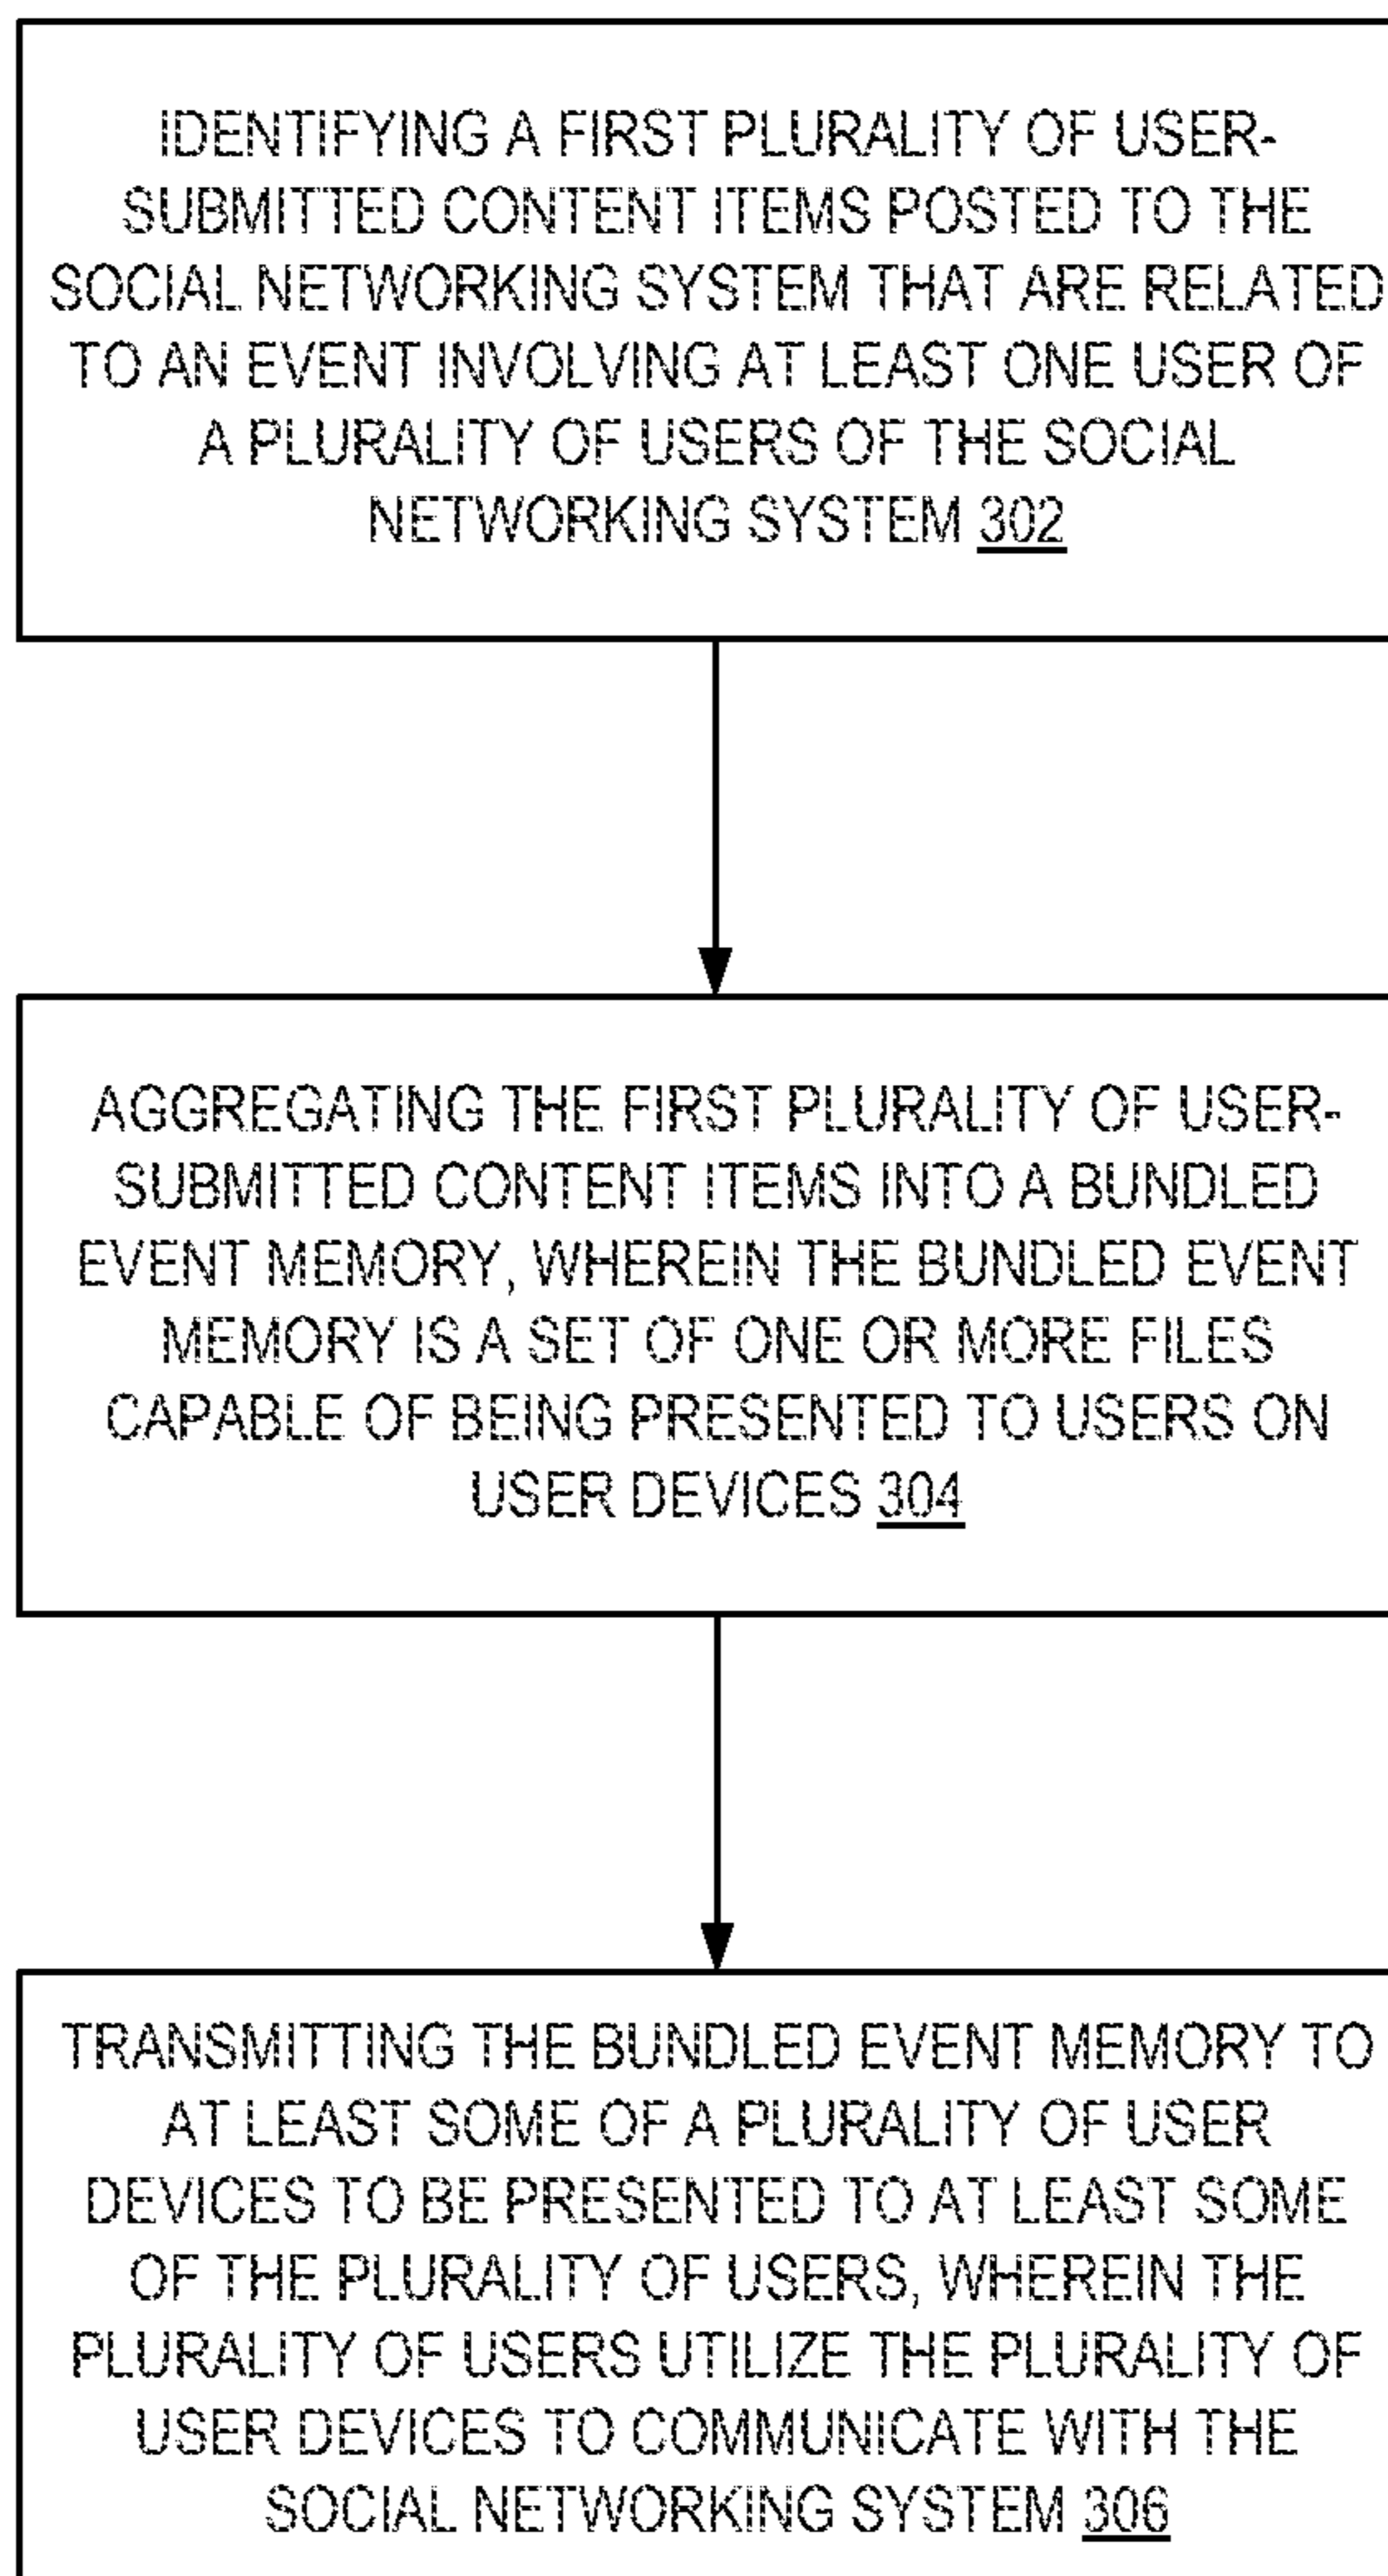 IDENTIFYING A FIRST PLURALITY OF USER-
SUBMITTED CONTENT ITEMS POSTED TO THE
SOCIAL NETWORKING SYSTEM THAT ARE RELATED
TO AN EVENT INVOLVING AT LEAST ONE USER OF
A PLURALITY OF USERS OF THE SOCIAL
NETWORKING SYSTEM 302
AGGREGATING THE FIRST PLURALITY OF USER-
SUBMITTED CONTENT ITEMS INTO A BUNDLED
EVENT MEMORY, WHEREIN THE BUNDLED EVENT
MEMORY IS A SET OF ONE OR MORE FILES
CAPABLE OF BEING PRESENTED TO USERS ON
USER DEVICES 304
TRANSMITTING THE BUNDLED EVENT MEMORY TO
AT LEAST SOME OF A PLURALITY OF USER
DEVICES TO BE PRESENTED TO AT LEAST SOME
OF THE PLURALITY OF USERS, WHEREIN THE
PLURALITY OF USERS UTILIZE THE PLURALITY OF
USER DEVICES TO COMMUNICATE WITH THE
SOCIAL NETWORKING SYSTEM 306